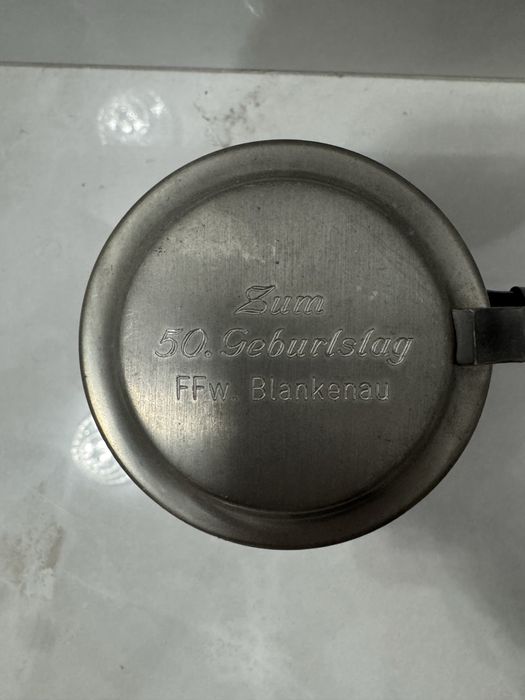 Zum
50. Geburtstag
FFw. Blankenau